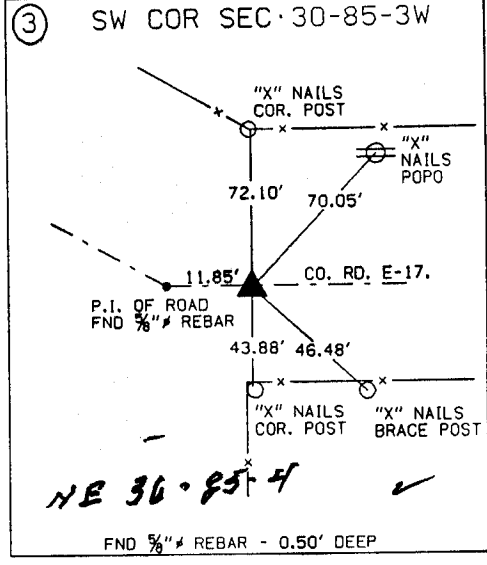 3 SW COR SEC. 30-85-3W
"X" NAILS
COR. POST
"X"
NAILS
POPO
72.10'
70.05'
11.85'
CO. RD. E-17.
P.I. OF ROAD
FND 5/8"ø REBAR
43.88' 46.48'
"X" NAILS
COR. POST
"X" NAILS
BRACE POST
NE 36-85-4
FND 5/8"ø REBAR - 0.50' DEEP